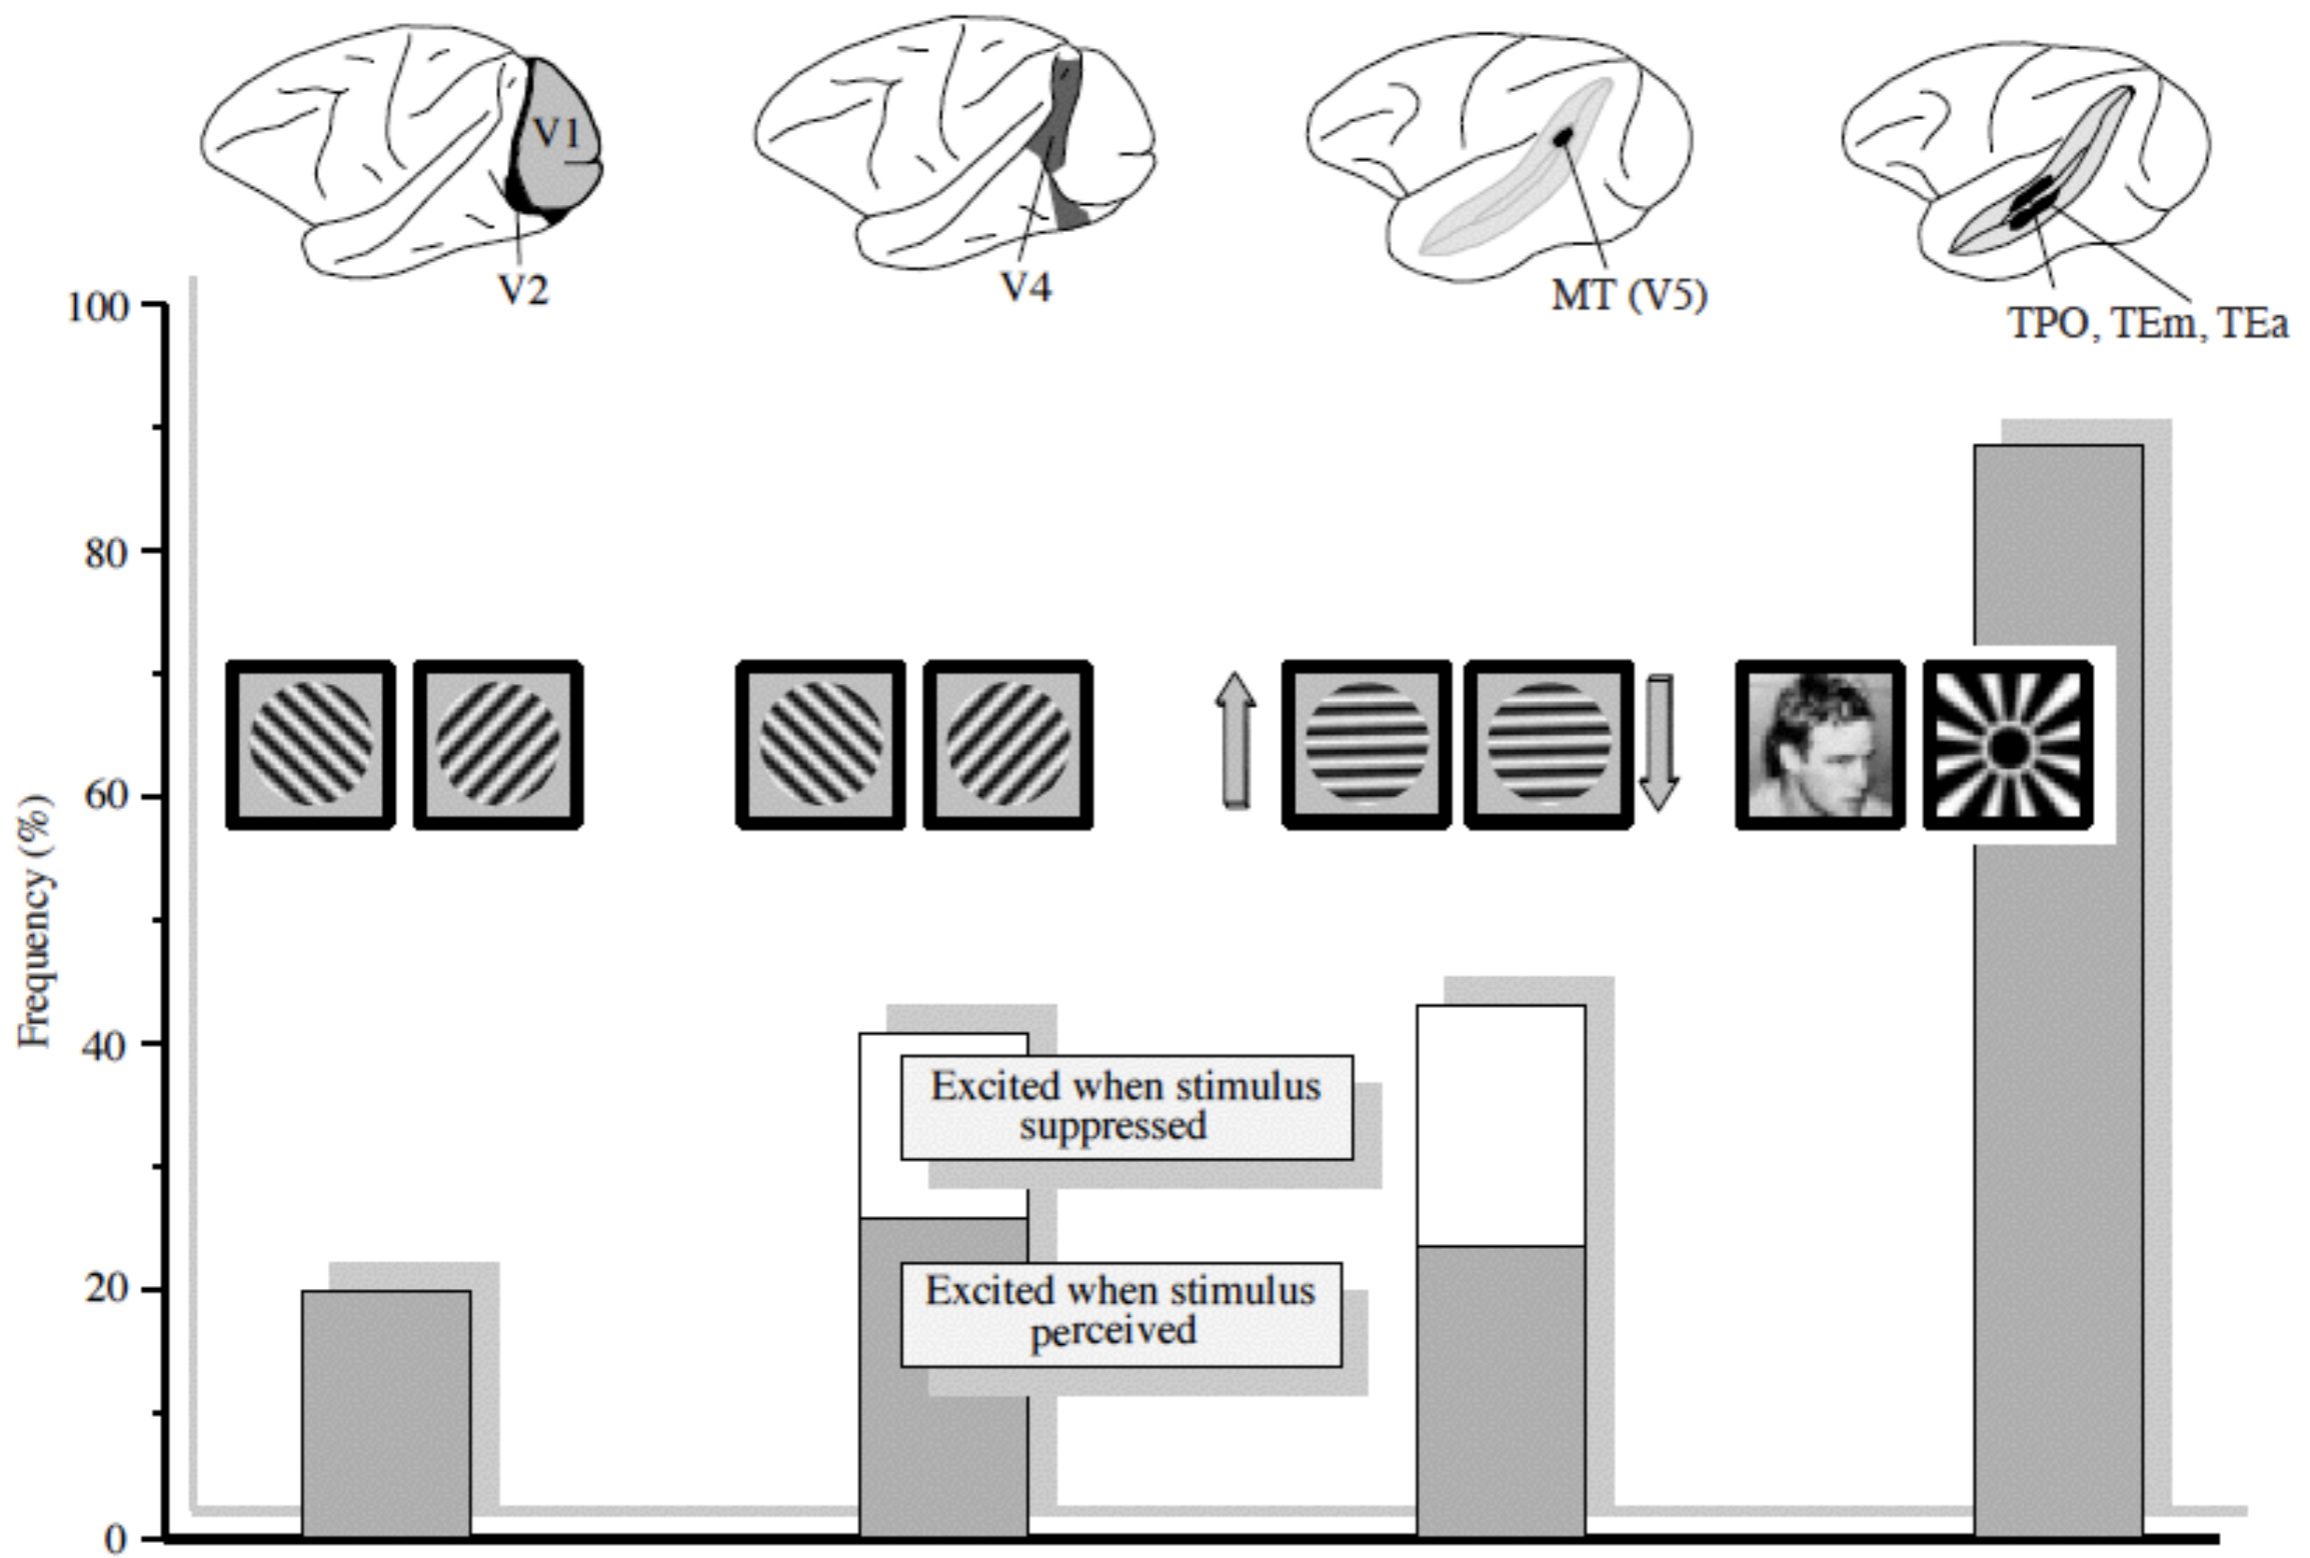 V1
V2
V4
MT (V5)
TPO, TEm, TEa
100
80
60
40
20
0
Frequency (%)
Excited when stimulus
suppressed
Excited when stimulus
perceived